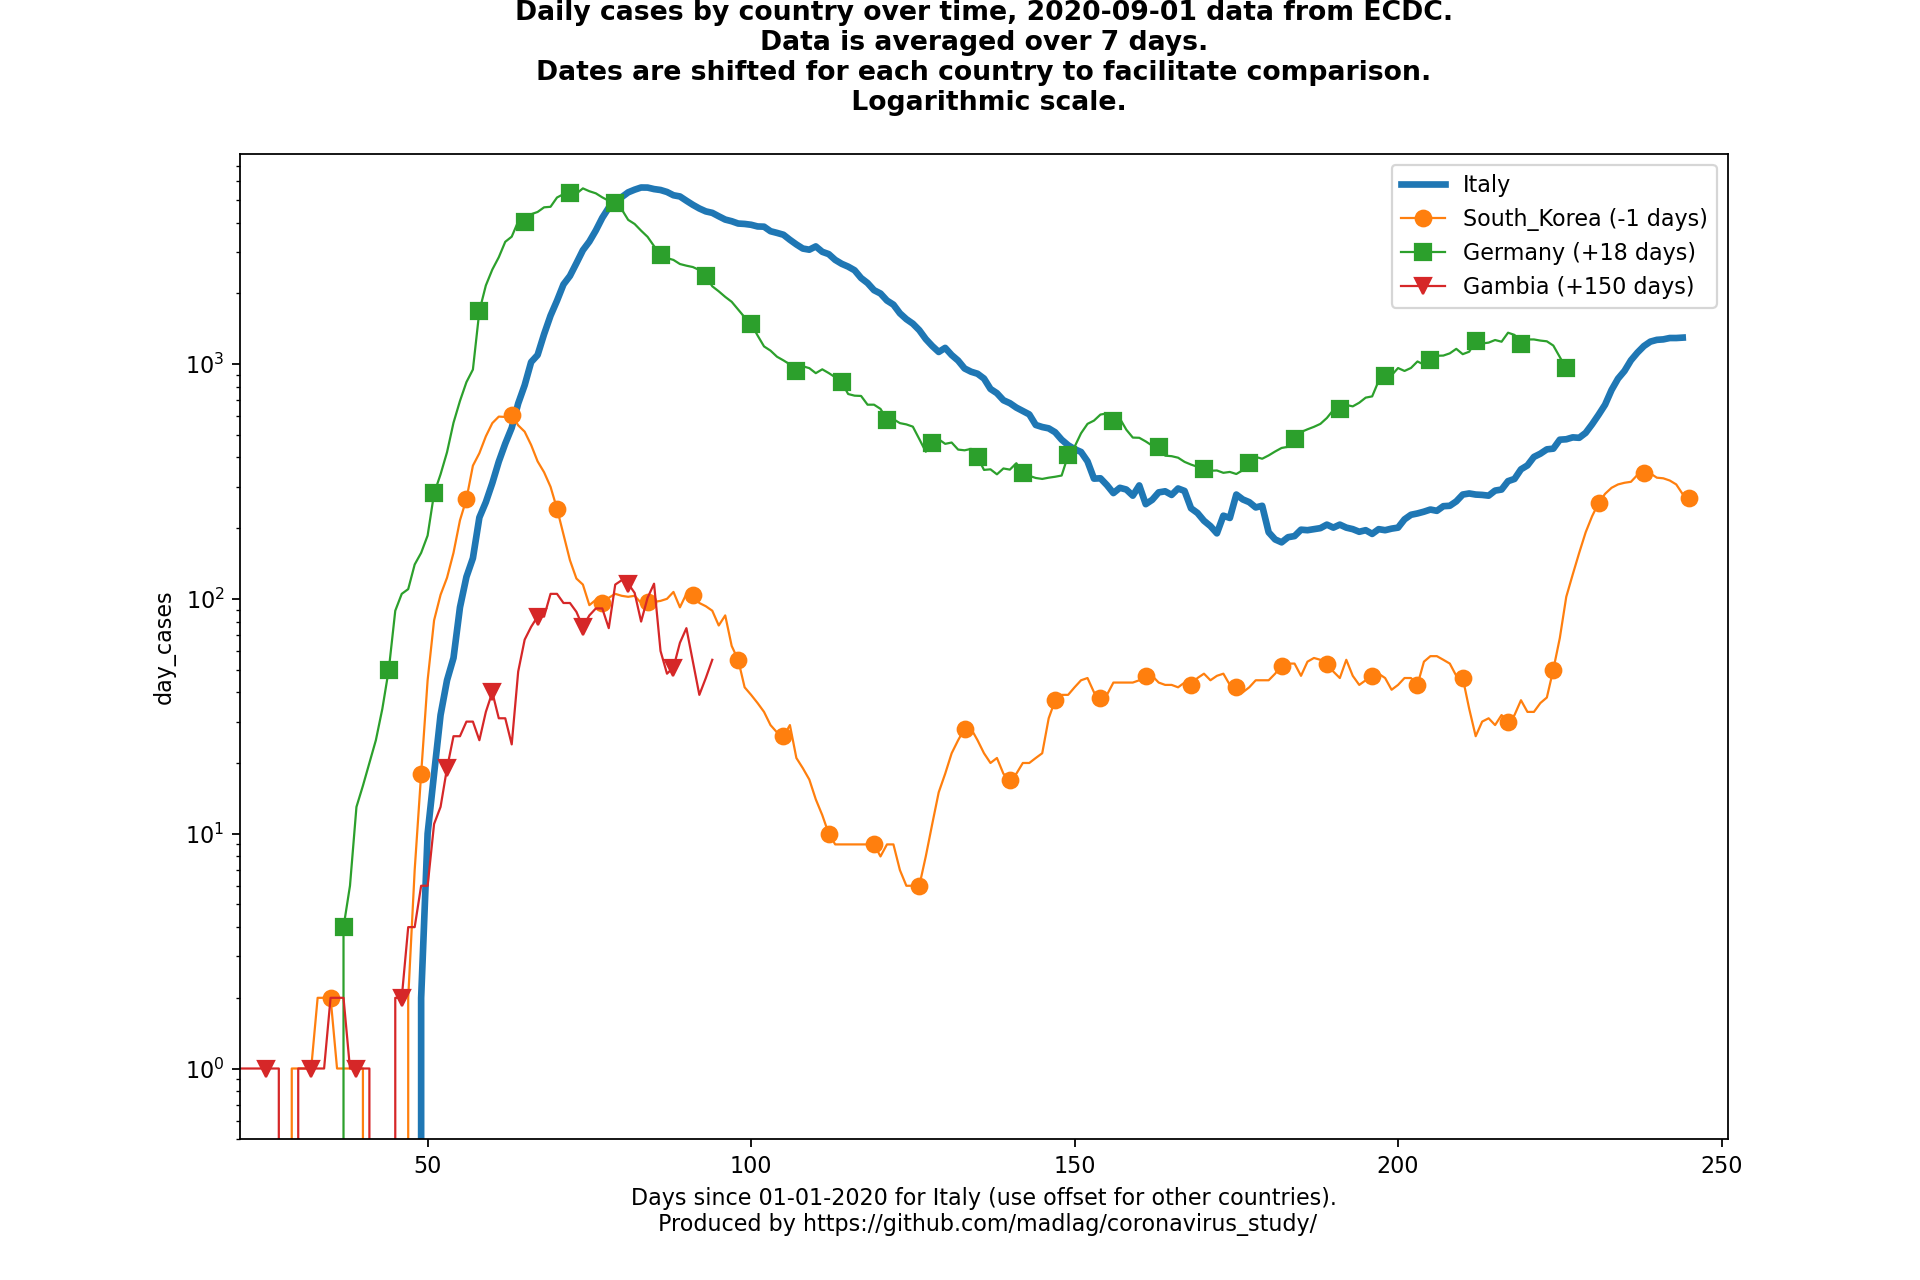 Daily cases by country over time, 2020-09-01 data from ECDC.
Data is averaged over 7 days.
Dates are shifted for each country to facilitate comparison.
Logarithmic scale.
Italy
South_Korea (-1 days)
Germany (+18 days)
Gambia (+150 days)
10³
10²
10¹
10⁰
day_cases
50 100 150 200 250
Days since 01-01-2020 for Italy (use offset for other countries).
Produced by https://github.com/madlag/coronavirus_study/